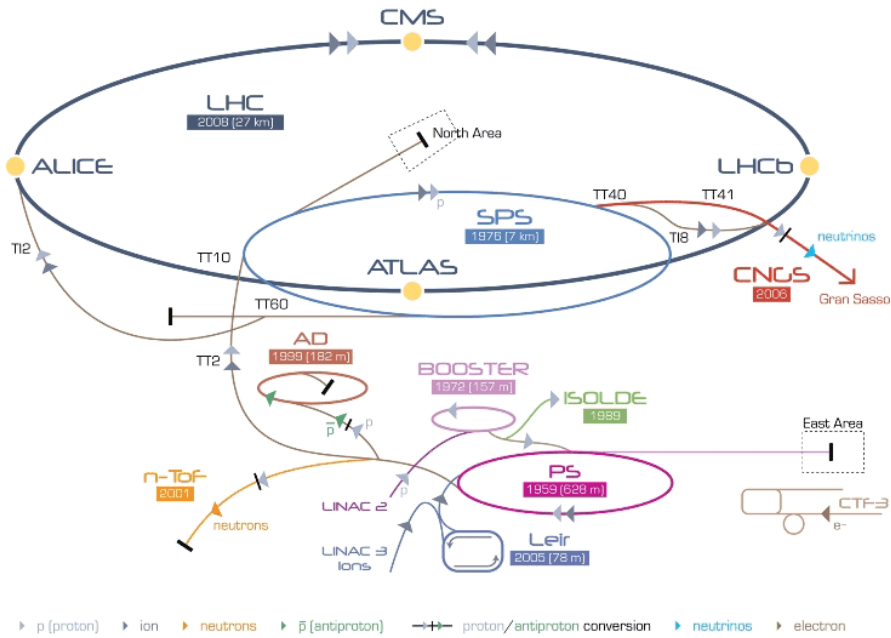 CMS
LHC
2008 (27 km)
North Area
ALICE
LHCb
TT40
TT41
SPS
1976 (7 km)
TI8
neutrinos
TI2
TT10
ATLAS
CNGS
2006
Gran Sasso
p
TT60
AD
1999 (182 m)
TT2
BOOSTER
1972 (157 m)
ISOLDE
1989
p̅
p
East Area
n-ToF
2001
PS
1959 (628 m)
LINAC 2
p
neutrons
CTF-3
e-
LINAC 3
Ions
Leir
2005 (78 m)
p (proton)
ion
neutrons
p̅ (antiproton)
proton/antiproton conversion
neutrinos
electron